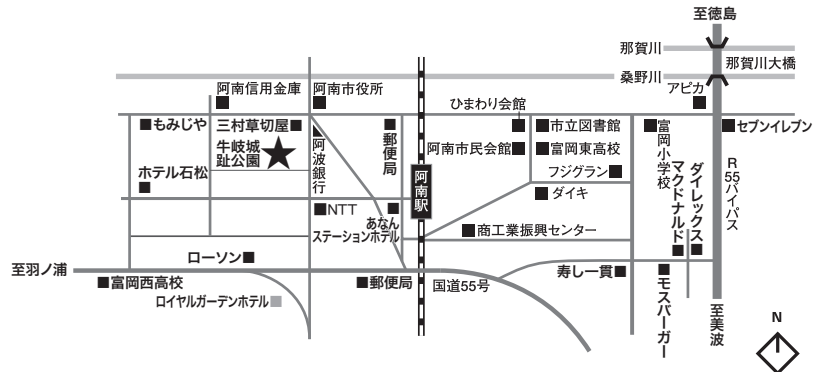 至徳島
那賀川
那賀川大橋
桑野川
アピカ
阿南信用金庫
阿南市役所
ひまわり会館
もみじや
三村草切屋
牛岐城
趾公園
阿波銀行
郵便局
阿南市民会館
市立図書館
富岡東高校
フジグラン
ダイキ
富岡小学校
マクドナルド
ダイレックス
セブンイレブン
R55バイパス
ホテル石松
阿南駅
NTT
あなん
ステーションホテル
商工業振興センター
ローソン
至羽ノ浦
富岡西高校
郵便局
国道55号
寿し一貫
モスバーガー
至美波
ロイヤルガーデンホテル
N